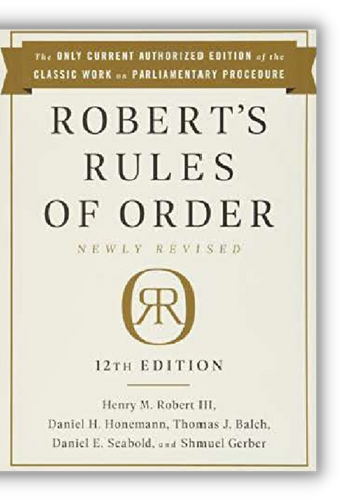 The ONLY CURRENT AUTHORIZED EDITION of the
CLASSIC WORK on PARLIAMENTARY PROCEDURE
ROBERT'S
RULES
OF ORDER
NEWLY REVISED
RR
12TH EDITION
Henry M. Robert III,
Daniel H. Honemann, Thomas J. Balch,
Daniel E. Seabold, and Shmuel Gerber